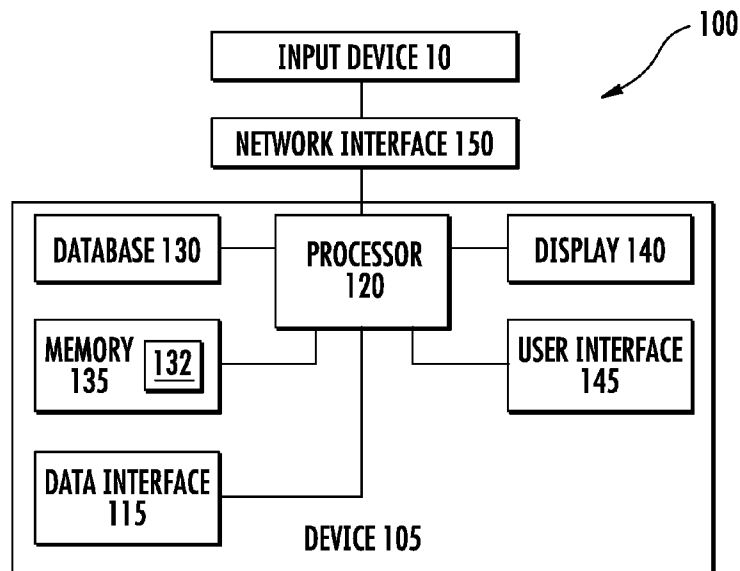 100
INPUT DEVICE 10
NETWORK INTERFACE 150
DATABASE 130
PROCESSOR
120
DISPLAY 140
MEMORY
135
132
USER INTERFACE
145
DATA INTERFACE
115
DEVICE 105